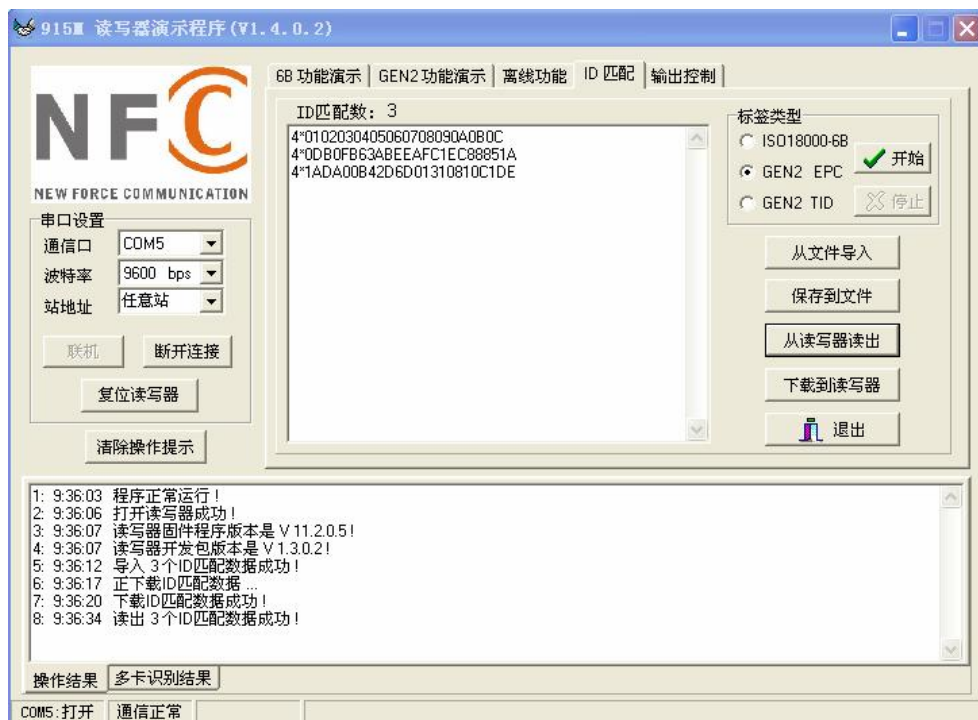 915M 读写器演示程序(V1.4.0.2)
NFC
NEW FORCE COMMUNICATION
6B 功能演示
GEN2 功能演示
离线功能
ID 匹配
输出控制
串口设置
通信口 COM5
波特率 9600 bps
站地址 任意站
联机
断开连接
复位读写器
清除操作提示
ID匹配数: 3
4*0102030405060708090A0B0C
4*0DB0FB63ABEEAFC1EC88851A
4*1ADA00B42D6D01310810C1DE
标签类型
ISO18000-6B
GEN2 EPC
GEN2 TID
开始
停止
从文件导入
保存到文件
从读写器读出
下载到读写器
退出
1: 9:36:03 程序正常运行!
2: 9:36:06 打开读写器成功!
3: 9:36:07 读写器固件程序版本是 V 11.2.0.5!
4: 9:36:07 读写器开发包版本是 V 1.3.0.2!
5: 9:36:12 导入 3 个ID匹配数据成功!
6: 9:36:17 正下载ID匹配数据 ...
7: 9:36:20 下载ID匹配数据成功!
8: 9:36:34 读出 3 个ID匹配数据成功!
操作结果
多卡识别结果
COM5:打开
通信正常